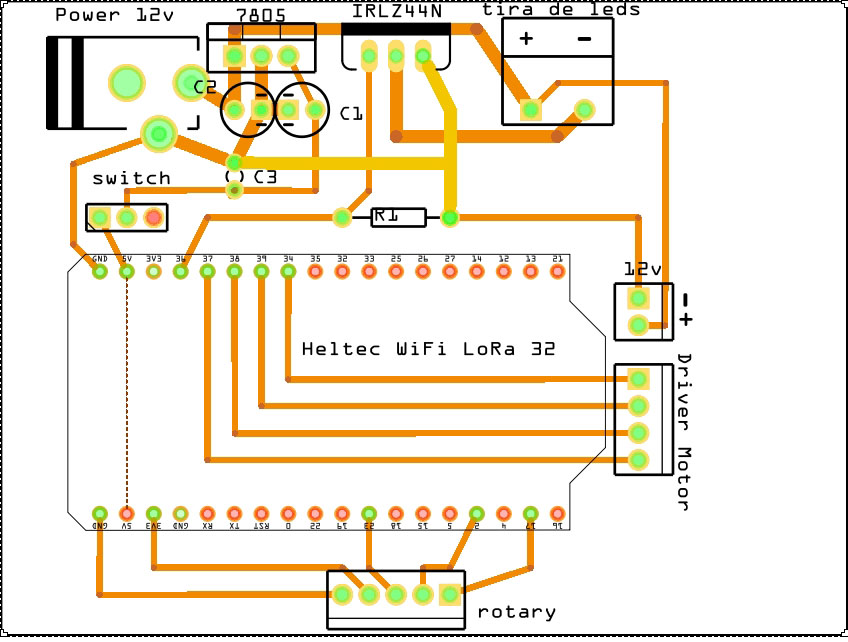 Power 12v
7805
IRLZ44N
tira de leds
+ -
C2
C1
switch
C3
R1
GND 5V 3V3 36 37 38 39 34 35 32 33 25 26 27 14 12 13 21
12v
- +
Heltec WiFi LoRa 32
Driver Motor
GND 5V 3V3 GND RX TX RST 0 22 19 23 18 15 5 2 4 17 16
rotary